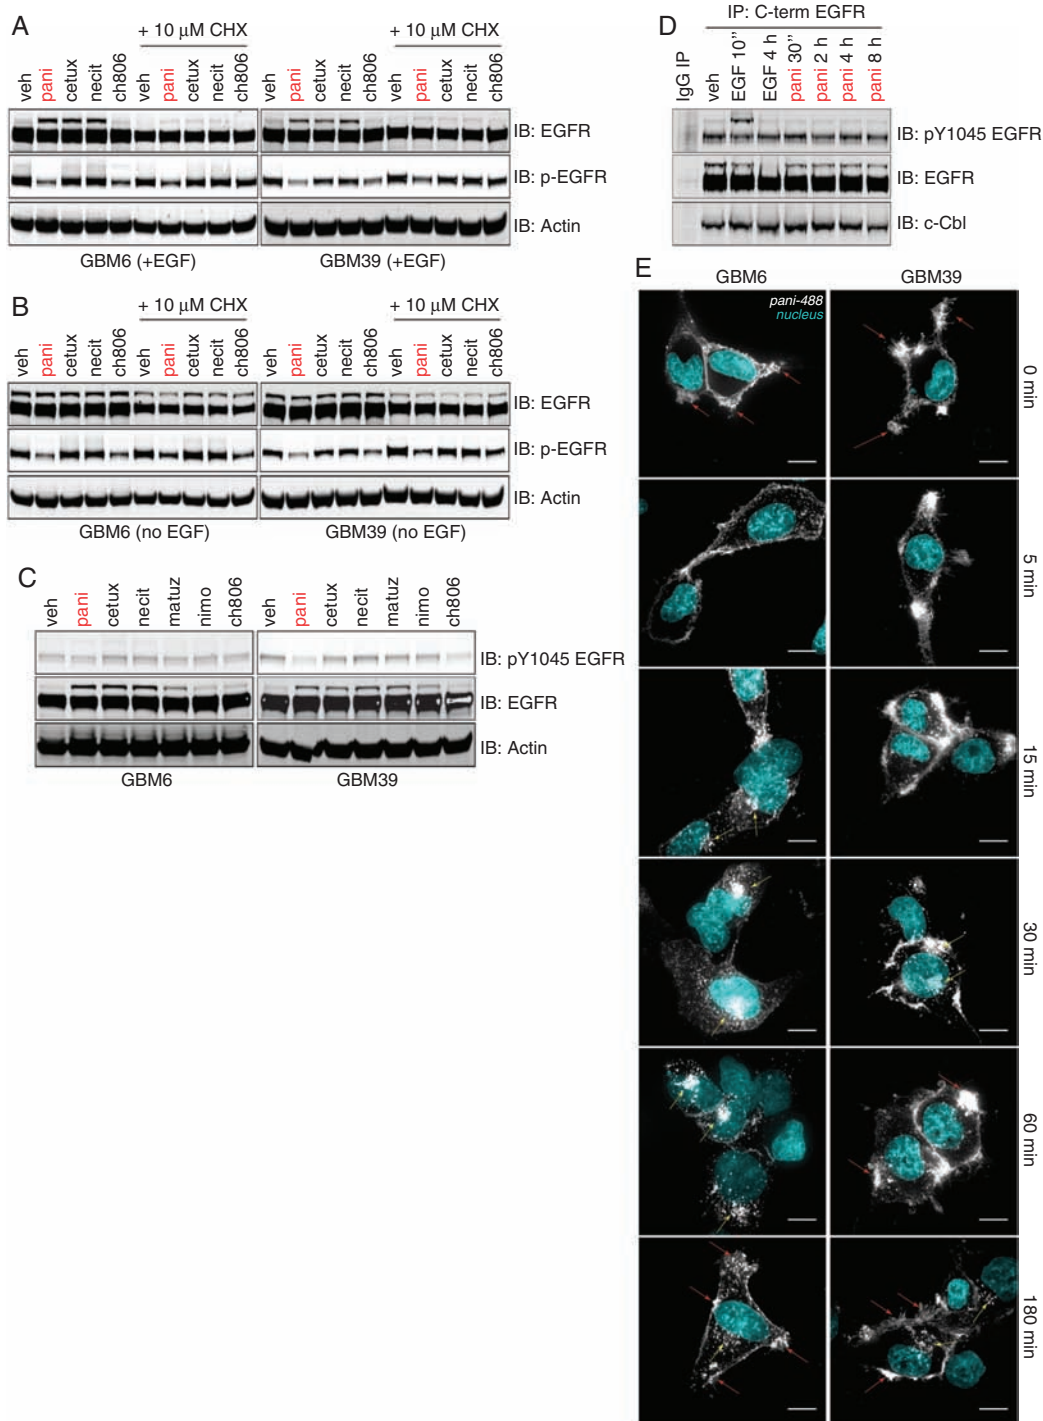 A
+ 10 µM CHX
+ 10 µM CHX
veh
pani
cetux
necit
ch806
veh
pani
cetux
necit
ch806
veh
pani
cetux
necit
ch806
veh
pani
cetux
necit
ch806
IB: EGFR
IB: p-EGFR
IB: Actin
GBM6 (+EGF)
GBM39 (+EGF)
B
+ 10 µM CHX
+ 10 µM CHX
veh
pani
cetux
necit
ch806
veh
pani
cetux
necit
ch806
veh
pani
cetux
necit
ch806
veh
pani
cetux
necit
ch806
IB: EGFR
IB: p-EGFR
IB: Actin
GBM6 (no EGF)
GBM39 (no EGF)
C
veh
pani
cetux
necit
matuz
nimo
ch806
veh
pani
cetux
necit
matuz
nimo
ch806
IB: pY1045 EGFR
IB: EGFR
IB: Actin
GBM6
GBM39
D
IP: C-term EGFR
IgG IP
veh
EGF 10”
EGF 4 h
pani 30”
pani 2 h
pani 4 h
pani 8 h
IB: pY1045 EGFR
IB: EGFR
IB: c-Cbl
E
GBM6
GBM39
pani-488
nucleus
0 min
5 min
15 min
30 min
60 min
180 min